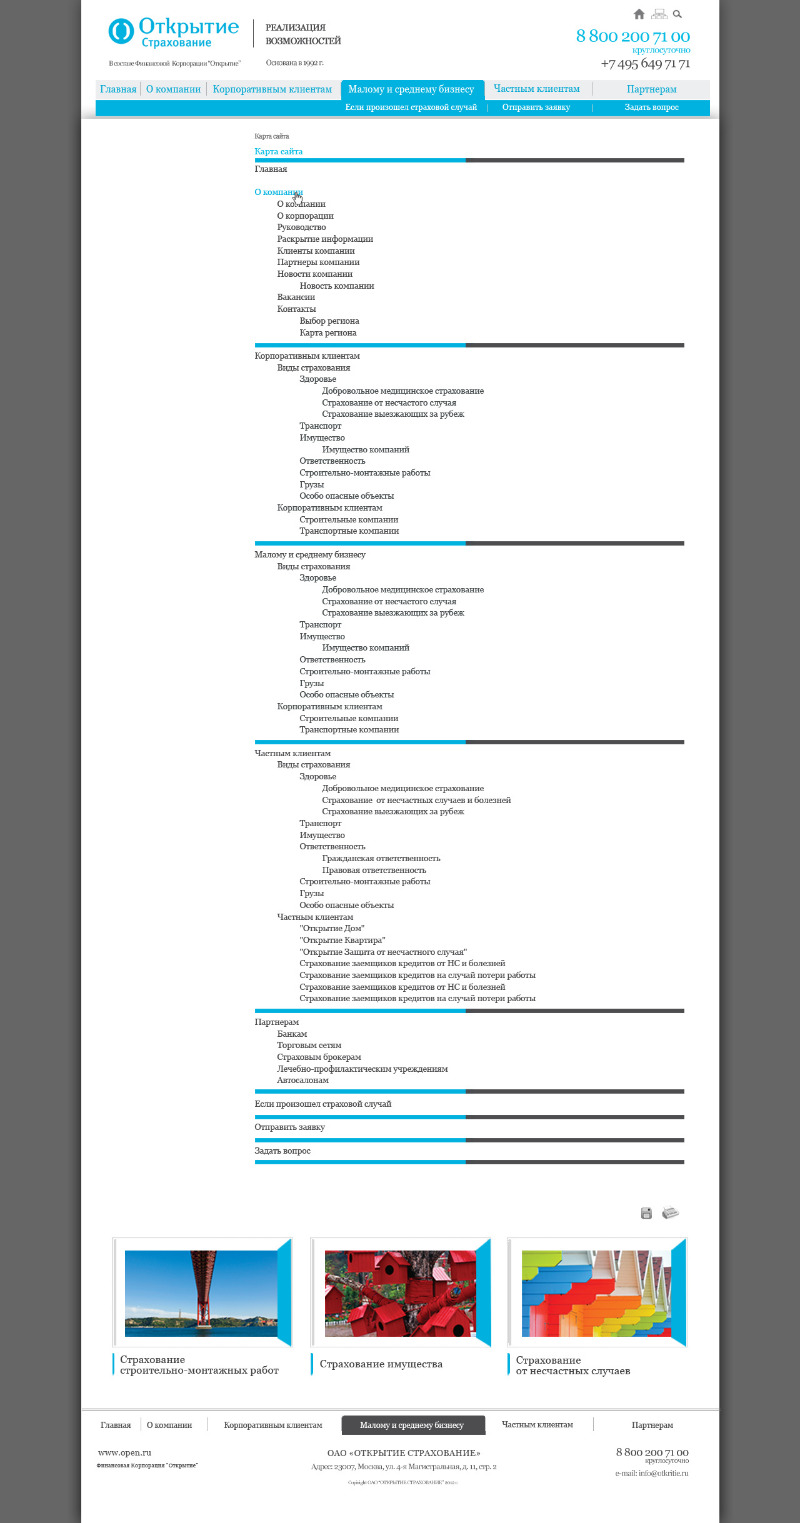 Открытие
Страхование
РЕАЛИЗАЦИЯ
ВОЗМОЖНОСТЕЙ
В составе Финансовой Корпорации "Открытие"
Основана в 1992 г.
8 800 200 71 00
круглосуточно
+7 495 649 71 71
Главная О компании Корпоративным клиентам Малому и среднему бизнесу Частным клиентам Партнерам
Если произошел страховой случай Отправить заявку Задать вопрос
Карта сайта
Карта сайта
Главная
О компании
О компании
О корпорации
Руководство
Раскрытие информации
Клиенты компании
Партнеры компании
Новости компании
Новость компании
Вакансии
Контакты
Выбор региона
Карта региона
Корпоративным клиентам
Виды страхования
Здоровье
Добровольное медицинское страхование
Страхование от несчастого случая
Страхование выезжающих за рубеж
Транспорт
Имущество
Имущество компаний
Ответственность
Строительно-монтажные работы
Грузы
Особо опасные объекты
Корпоративным клиентам
Строительные компании
Транспортные компании
Малому и среднему бизнесу
Виды страхования
Здоровье
Добровольное медицинское страхование
Страхование от несчастого случая
Страхование выезжающих за рубеж
Транспорт
Имущество
Имущество компаний
Ответственность
Строительно-монтажные работы
Грузы
Особо опасные объекты
Корпоративным клиентам
Строительные компании
Транспортные компании
Частным клиентам
Виды страхования
Здоровье
Добровольное медицинское страхование
Страхование от несчастных случаев и болезней
Страхование выезжающих за рубеж
Транспорт
Имущество
Ответственность
Гражданская ответственность
Правовая ответственность
Строительно-монтажные работы
Грузы
Особо опасные объекты
Частным клиентам
"Открытие Дом"
"Открытие Квартира"
"Открытие Защита от несчастного случая"
Страхование заемщиков кредитов от НС и болезней
Страхование заемщиков кредитов на случай потери работы
Страхование заемщиков кредитов от НС и болезней
Страхование заемщиков кредитов на случай потери работы
Партнерам
Банкам
Торговым сетям
Страховым брокерам
Лечебно-профилактическим учреждениям
Автосалонам
Если произошел страховой случай
Отправить заявку
Задать вопрос
Страхование
строительно-монтажных работ
Страхование имущества
Страхование
от несчастных случаев
Главная О компании Корпоративным клиентам Малому и среднему бизнесу Частным клиентам Партнерам
www.open.ru
Финансовая Корпорация "Открытие"
ОАО «ОТКРЫТИЕ СТРАХОВАНИЕ»
Адрес: 23007, Москва, ул. 4-я Магистральная, д. 11, стр. 2
Copyright ОАО "ОТКРЫТИЕ СТРАХОВАНИЕ"
8 800 200 71 00
круглосуточно
e-mail: info@otkritie.ru